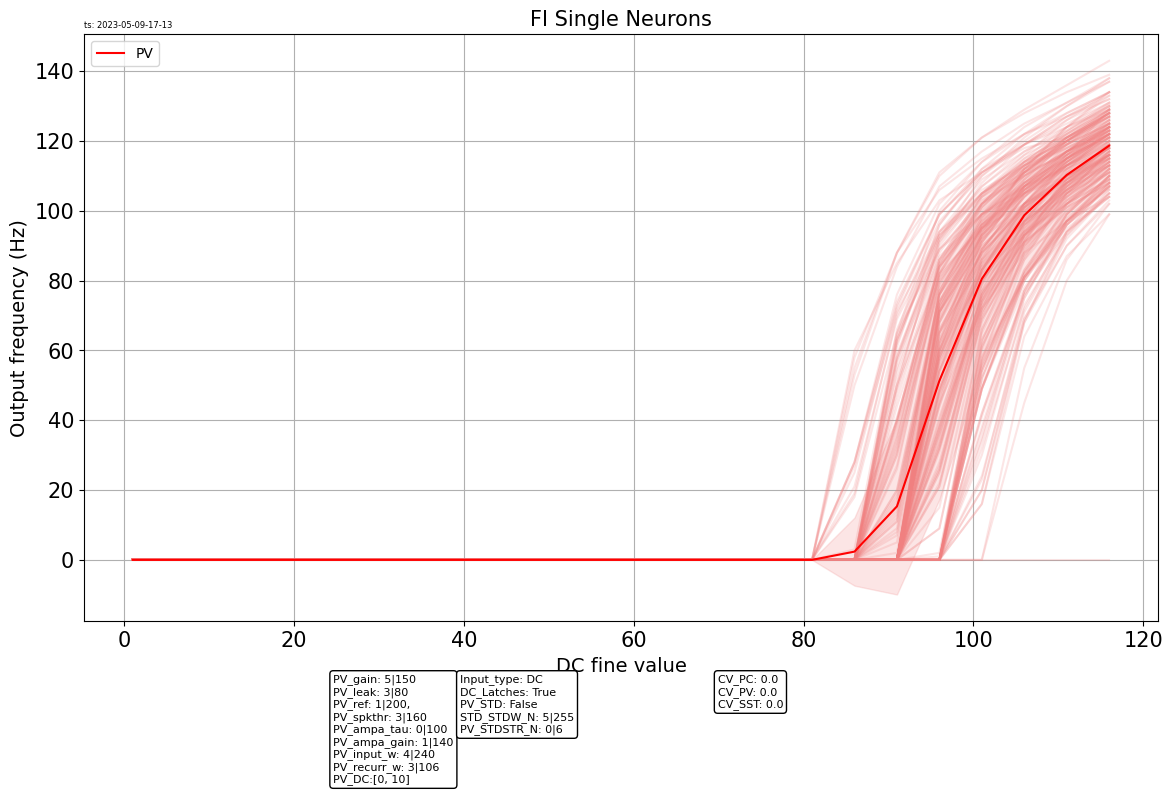 FI Single Neurons
ts: 2023-05-09-17-13
PV
Output frequency (Hz)
140
120
100
80
60
40
20
0
0 20 40 60 80 100 120
DC fine value
PV_gain: 5|150
PV_leak: 3|80
PV_ref: 1|200,
PV_spkthr: 3|160
PV_ampa_tau: 0|100
PV_ampa_gain: 1|140
PV_input_w: 4|240
PV_recurr_w: 3|106
PV_DC:[0, 10]
Input_type: DC
DC_Latches: True
PV_STD: False
STD_STDW_N: 5|255
PV_STDSTR_N: 0|6
CV_PC: 0.0
CV_PV: 0.0
CV_SST: 0.0